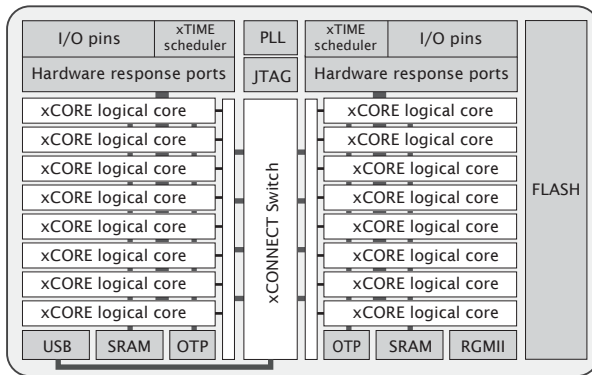 I/O pins
xTIME
scheduler
PLL
xTIME
scheduler
I/O pins
Hardware response ports
JTAG
Hardware response ports
xCORE logical core
xCORE logical core
xCORE logical core
xCORE logical core
xCORE logical core
xCORE logical core
xCORE logical core
xCORE logical core
xCONNECT Switch
xCORE logical core
xCORE logical core
xCORE logical core
xCORE logical core
xCORE logical core
xCORE logical core
xCORE logical core
xCORE logical core
FLASH
USB
SRAM
OTP
OTP
SRAM
RGMII